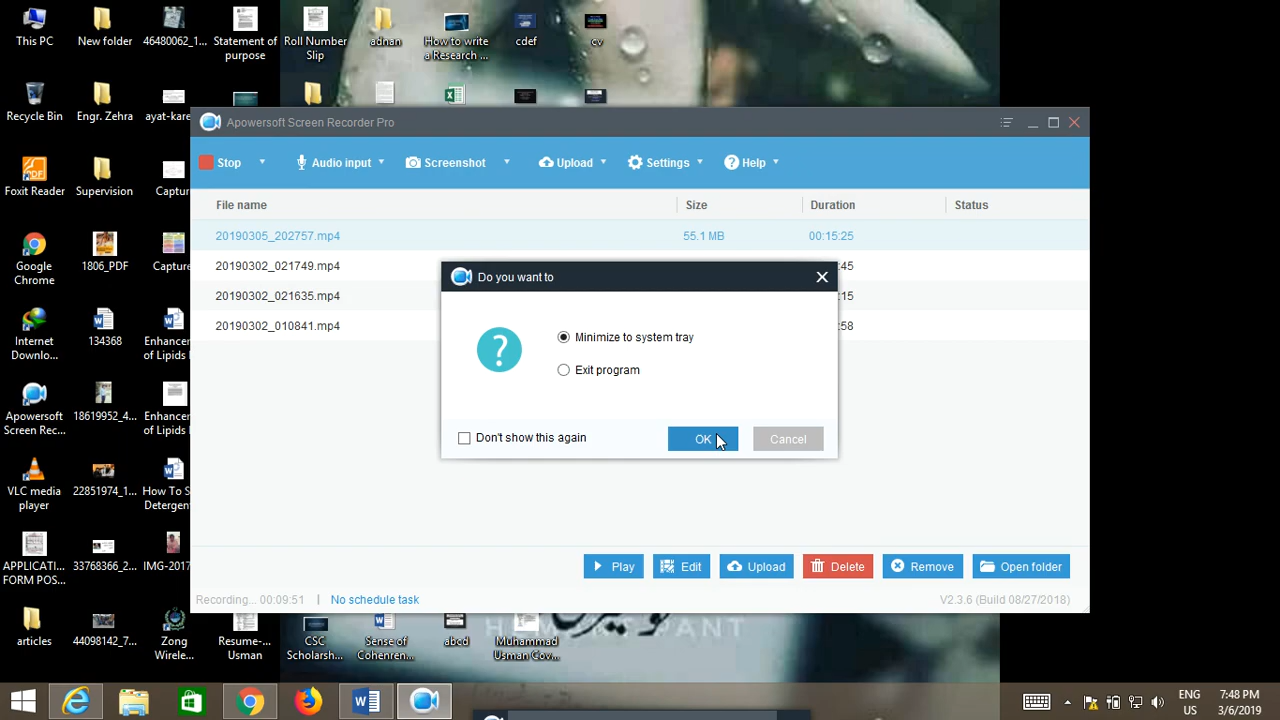 This PC
New folder
46480062_1...
Statement of
purpose
Roll Number
Slip
adnan
How to write
a Research ...
cdef
cv
Recycle Bin
Engr. Zehra
ayat-kare
Apowersoft Screen Recorder Pro
Stop
Audio input
Screenshot
Upload
Settings
Help
File name
Size
Duration
Status
20190305_202757.mp4
55.1 MB
00:15:25
20190302_021749.mp4
:45
20190302_021635.mp4
:15
20190302_010841.mp4
:58
Do you want to
?
Minimize to system tray
Exit program
Don't show this again
OK
Cancel
Play
Edit
Upload
Delete
Remove
Open folder
Recording... 00:09:51
No schedule task
V2.3.6 (Build 08/27/2018)
Foxit Reader
Supervision
Captur
Google
Chrome
1806_PDF
Capture
Internet
Downlo...
134368
Enhancer
of Lipids
Apowersoft
Screen Rec...
18619952_4...
Enhancer
of Lipids B
VLC media
player
22851974_1...
How To S
Detergent
APPLICATI...
FORM POS...
33768366_2...
IMG-2017
articles
44098142_7...
Zong
Wirele...
Resume-...
Usman
CSC
Scholarsh...
Sense of
Cohenren...
abcd
Muhammad
Usman Cov...
ENG
US
7:48 PM
3/6/2019